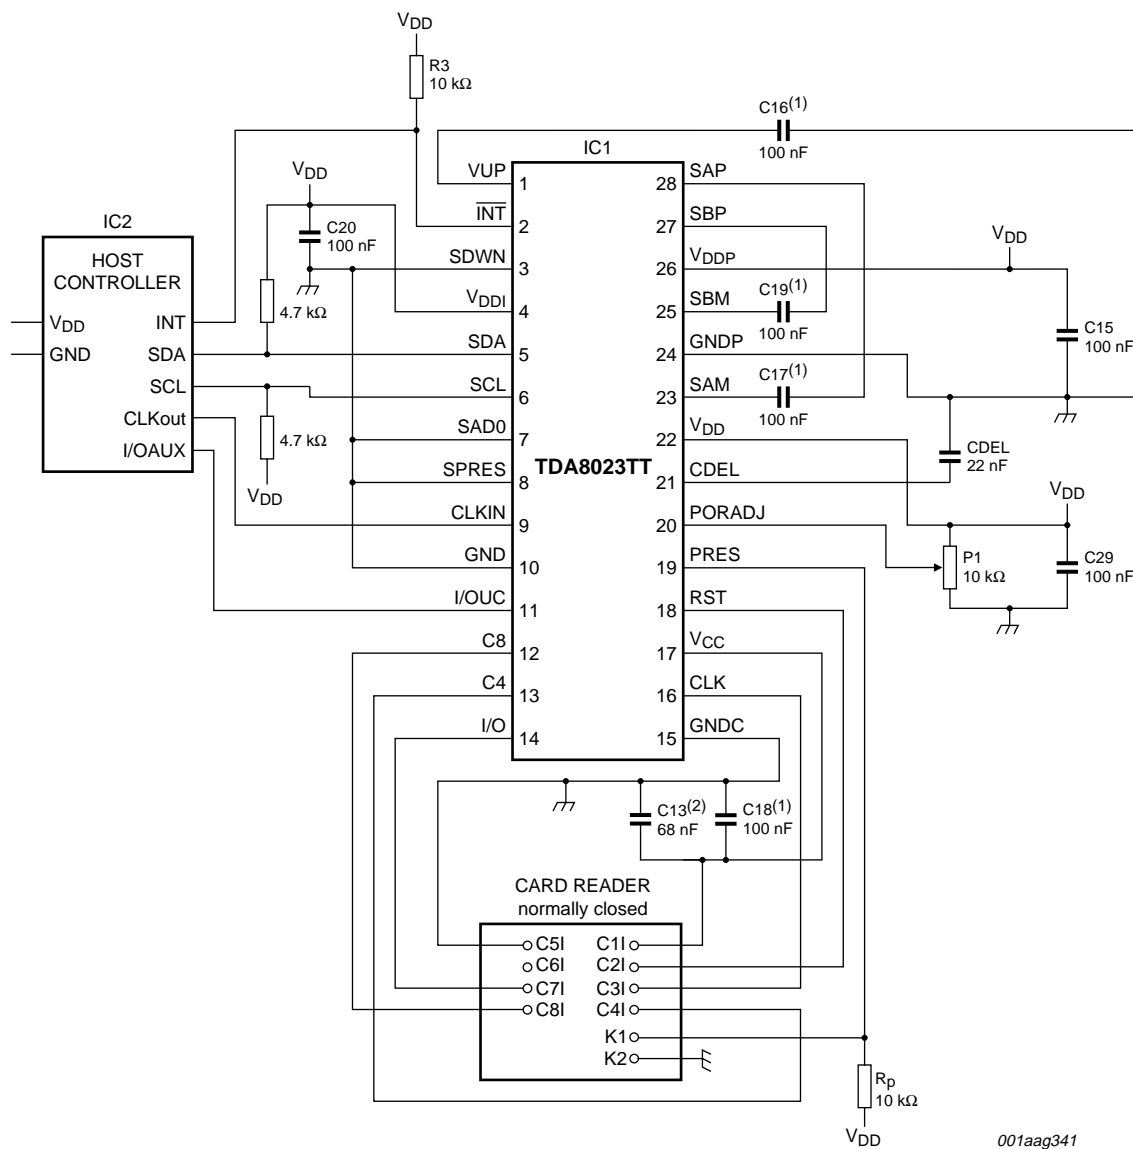 VDD
R3
10 kΩ
C16(1)
100 nF
IC1
VUP
1
INT
2
SDWN
3
VDDI
4
SDA
5
SCL
6
SAD0
7
SPRES
8
CLKIN
9
GND
10
I/OUC
11
C8
12
C4
13
I/O
14
TDA8023TT
SAP
28
SBP
27
VDDP
26
SBM
25
GNDP
24
SAM
23
VDD
22
CDEL
21
PORADJ
20
PRES
19
RST
18
VCC
17
CLK
16
GNDC
15
VDD
C20
100 nF
IC2
HOST
CONTROLLER
VDD
GND
INT
SDA
SCL
CLKout
I/OAUX
4.7 kΩ
4.7 kΩ
VDD
C19(1)
100 nF
C17(1)
100 nF
VDD
C15
100 nF
CDEL
22 nF
VDD
P1
10 kΩ
C29
100 nF
C13(2)
68 nF
C18(1)
100 nF
CARD READER
normally closed
C5I
C6I
C7I
C8I
C1I
C2I
C3I
C4I
K1
K2
Rp
10 kΩ
VDD
001aag341